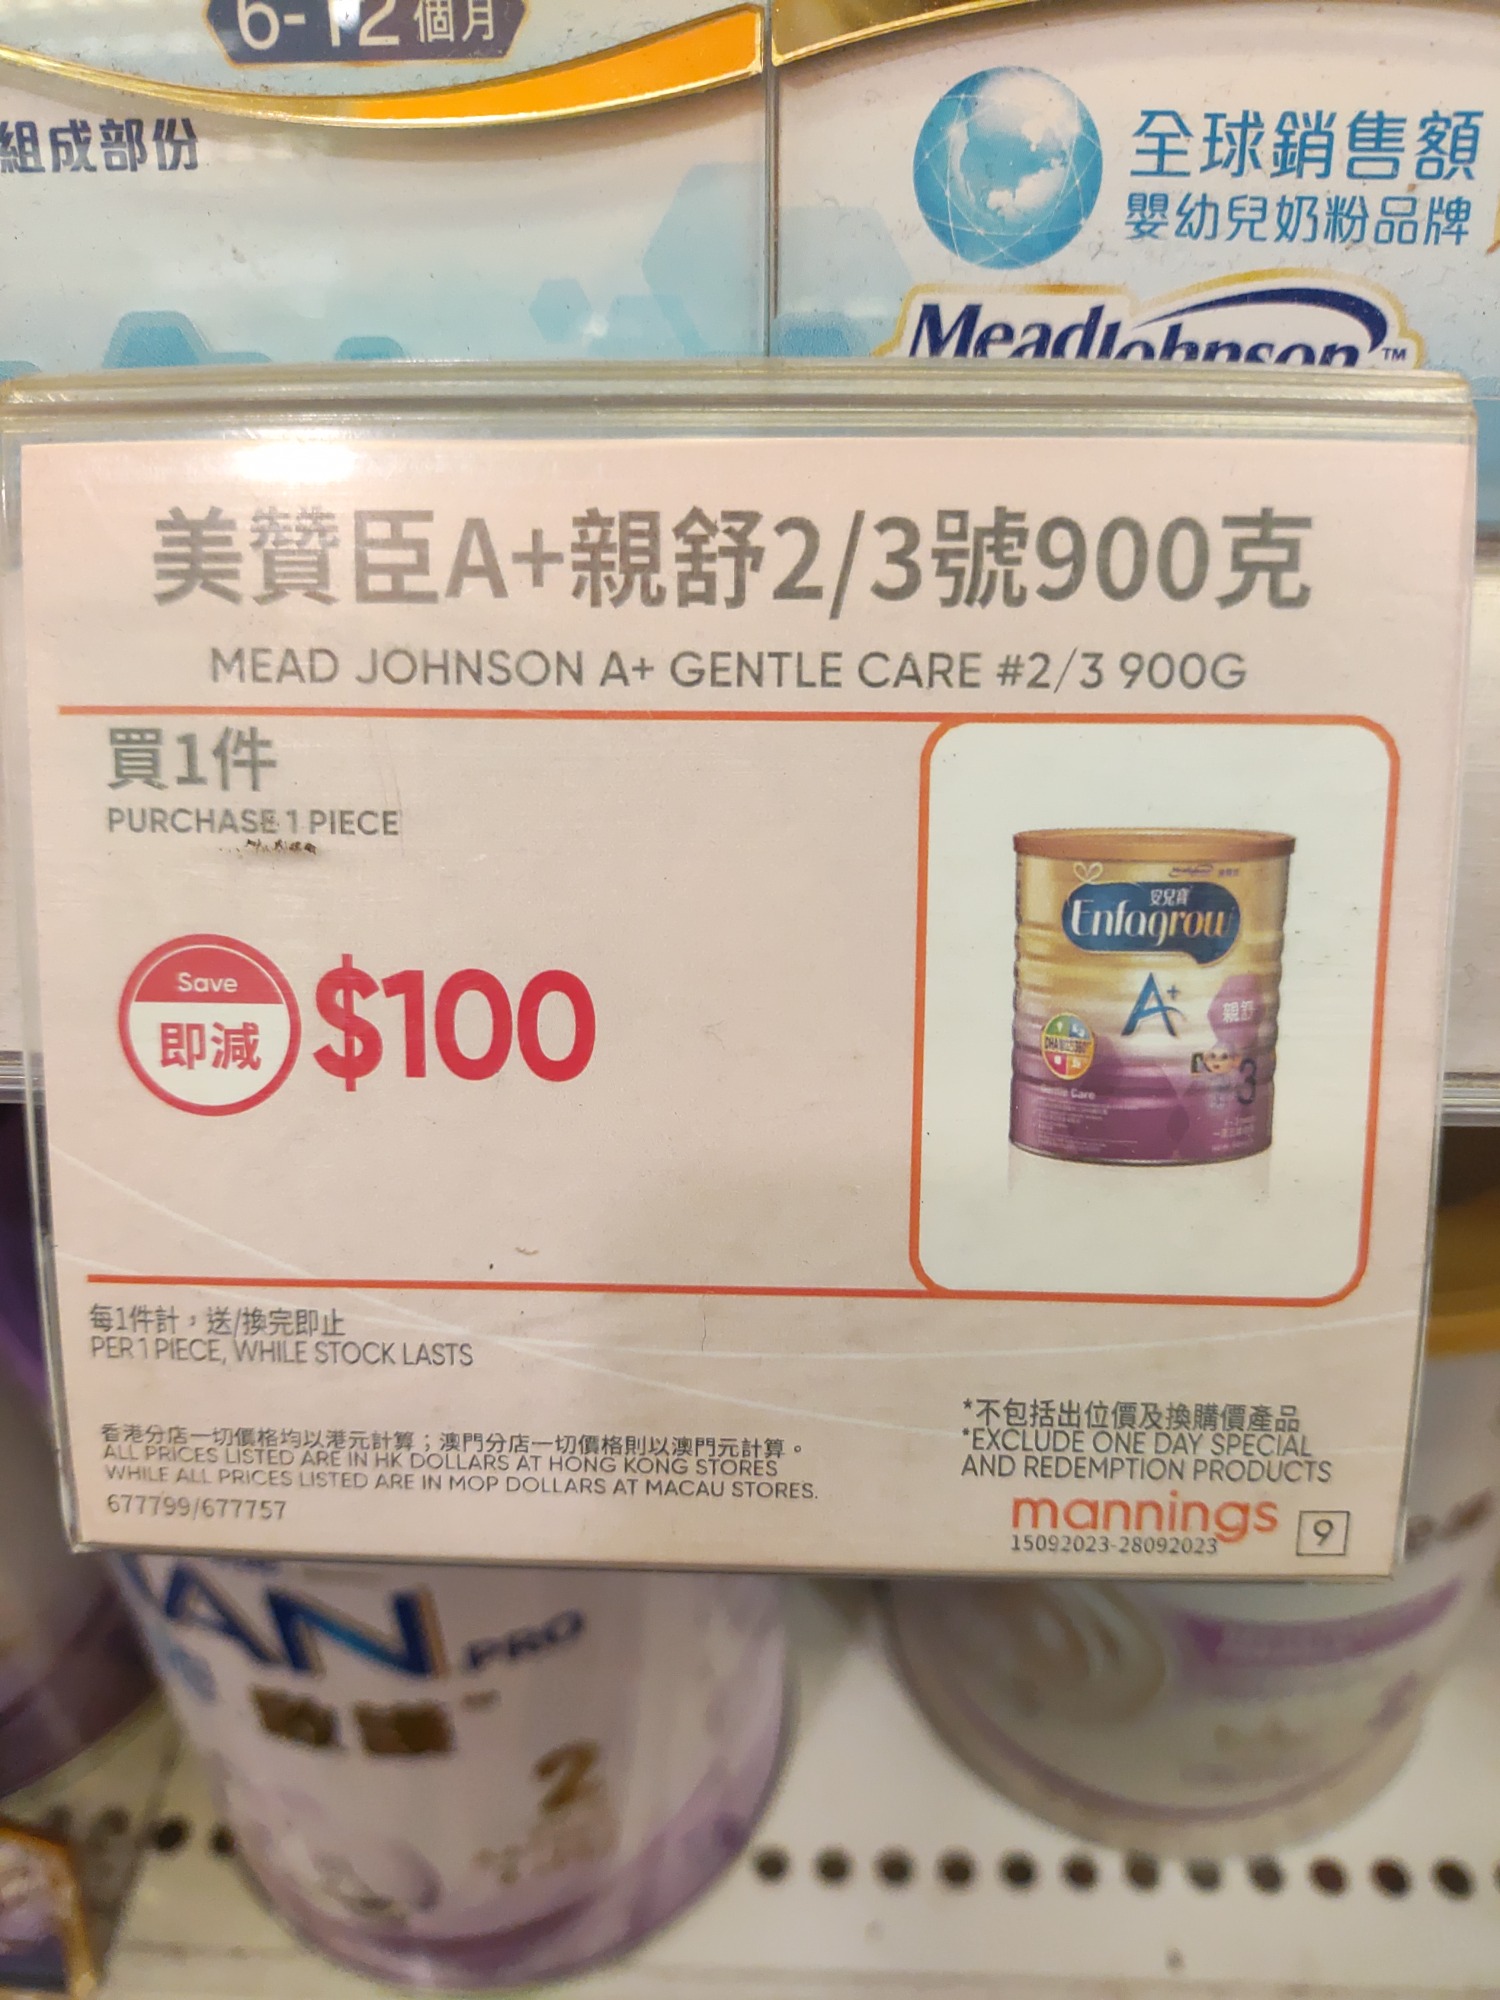 6-12個月
組成部份
全球銷售額
嬰幼兒奶粉品牌
MeadJohnson™
美贊臣A+親舒2/3號900克
MEAD JOHNSON A+ GENTLE CARE #2/3 900G
買1件
PURCHASE 1 PIECE
Save
即減
$100
安兒寶
Enfagrow
A+
親舒
3
Gentle Care
每1件計，送/換完即止
PER 1 PIECE, WHILE STOCK LASTS
香港分店一切價格均以港元計算；澳門分店一切價格則以澳門元計算。
ALL PRICES LISTED ARE IN HK DOLLARS AT HONG KONG STORES
WHILE ALL PRICES LISTED ARE IN MOP DOLLARS AT MACAU STORES.
677799/677757
*不包括出位價及換購價產品
*EXCLUDE ONE DAY SPECIAL
AND REDEMPTION PRODUCTS
mannings
15092023-28092023
9
AN PRO
2